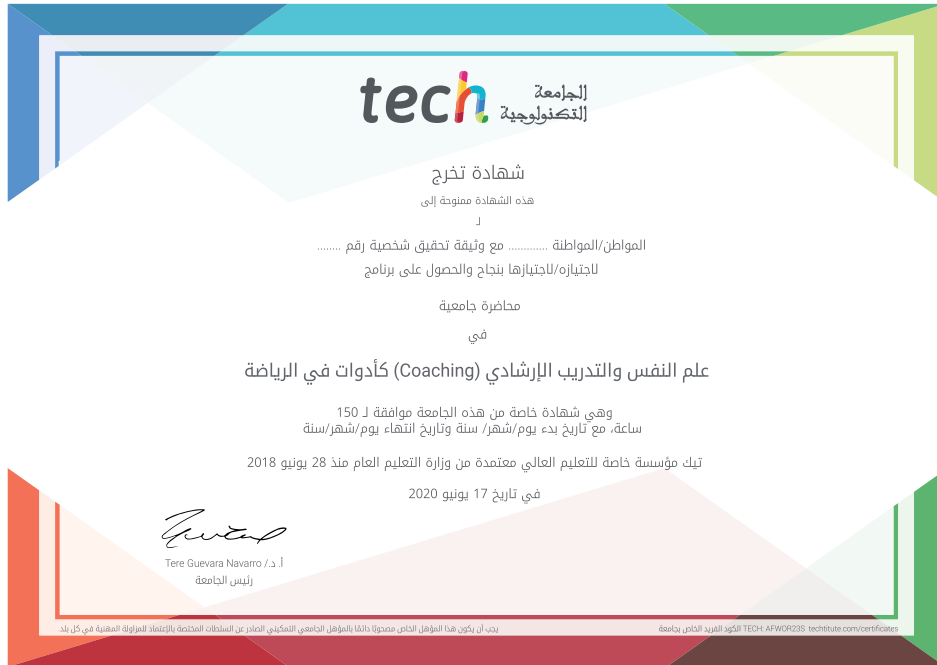 tech الجامعة
التكنولوجية
شهادة تخرج
هذه الشهادة ممنوحة إلى
لـ
المواطن/المواطنة ............. مع وثيقة تحقيق شخصية رقم ........
لاجتيازه/لاجتيازها بنجاح والحصول على برنامج
محاضرة جامعية
في
علم النفس والتدريب الإرشادي (Coaching) كأدوات في الرياضة
وهي شهادة خاصة من هذه الجامعة موافقة لـ 150
ساعة، مع تاريخ بدء يوم/شهر/ سنة وتاريخ انتهاء يوم/شهر/سنة
تيك مؤسسة خاصة للتعليم العالي معتمدة من وزارة التعليم العام منذ 28 يونيو 2018
في تاريخ 17 يونيو 2020
أ. د./ Tere Guevara Navarro
رئيس الجامعة
يجب أن يكون هذا المؤهل الخاص مصحوبًا دائمًا بالمؤهل الجامعي التمكيني الصادر عن السلطات المختصة بالإعتماد للمزاولة المهنية في كل بلد.
الكود الفريد الخاص بجامعة TECH: AFWOR23S techtitute.com/certificates